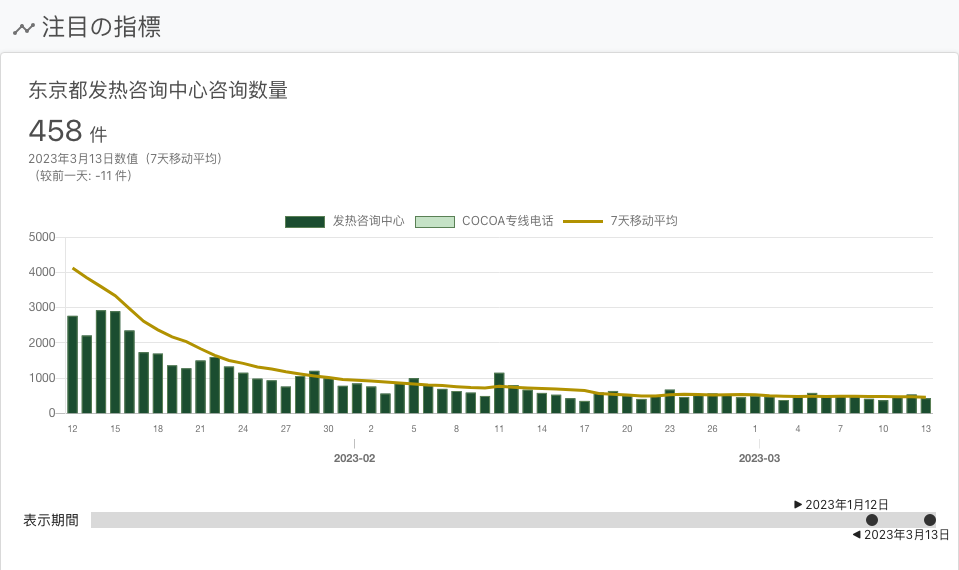 注目の指標
东京都发热咨询中心咨询数量
458 件
2023年3月13日数值（7天移动平均）
（较前一天: -11 件）
发热咨询中心 COCOA专线电话 7天移动平均
5000
4000
3000
2000
1000
0
12 15 18 21 24 27 30 2 5 8 11 14 17 20 23 26 1 4 7 10 13
2023-02 2023-03
▶ 2023年1月12日
表示期間
◀ 2023年3月13日